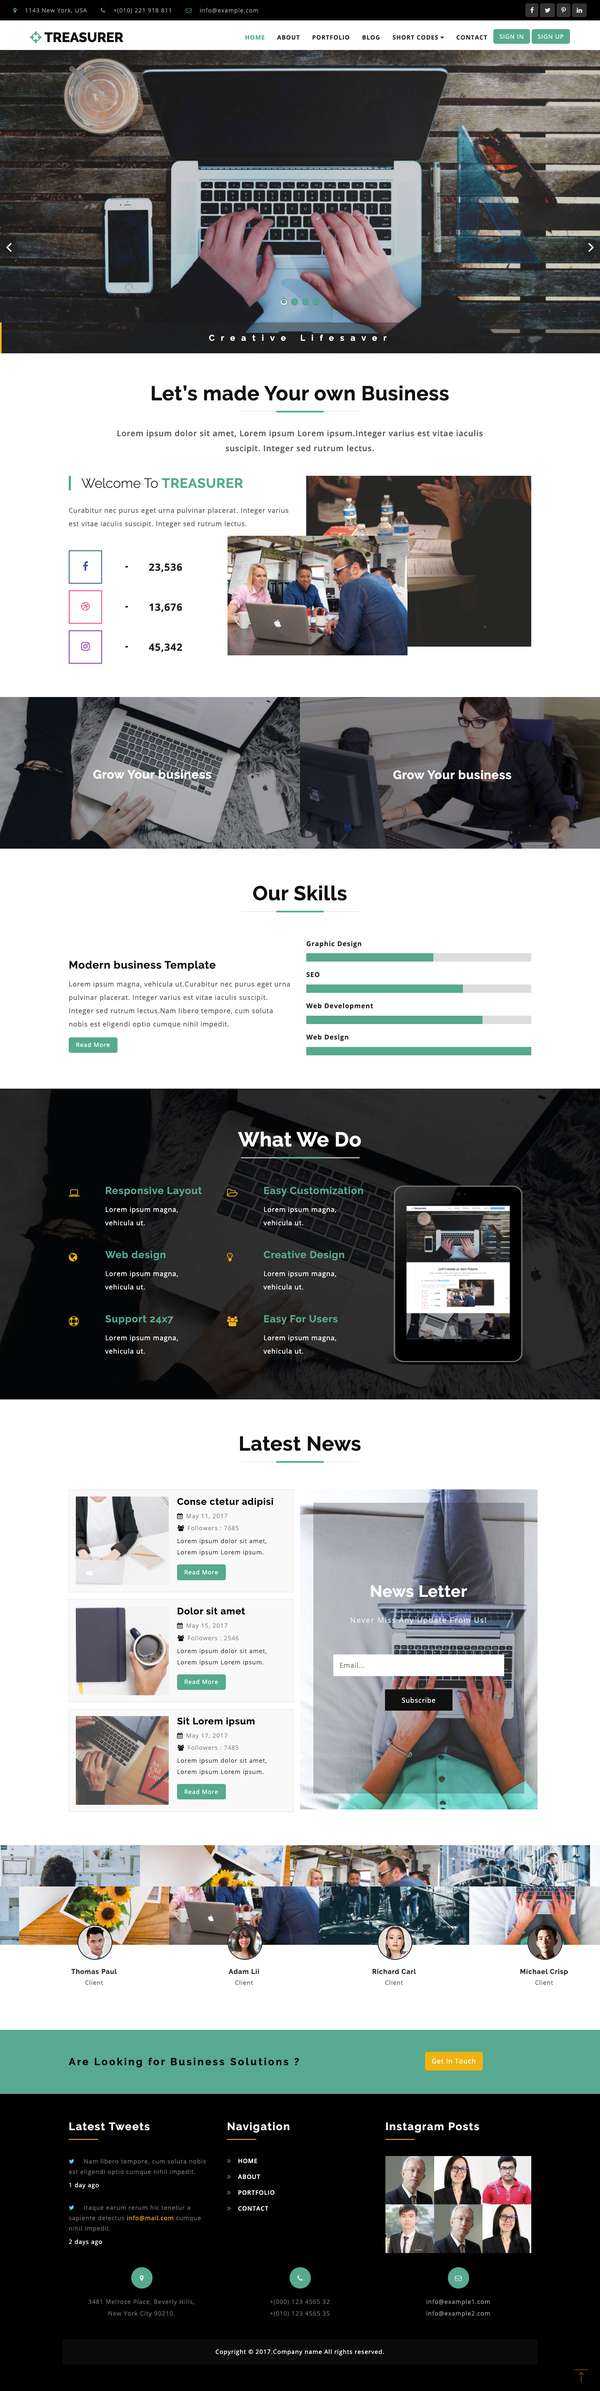 1143 New York, USA +(010) 221 918 811 info@example.com
TREASURER HOME ABOUT PORTFOLIO BLOG SHORT CODES CONTACT SIGN IN SIGN UP
Creative Lifesaver
Let's made Your own Business
Lorem ipsum dolor sit amet, Lorem ipsum Lorem ipsum.Integer varius est vitae iaculis
suscipit. Integer sed rutrum lectus.
Welcome To TREASURER
Curabitur nec purus eget urna pulvinar placerat. Integer varius
est vitae iaculis suscipit. Integer sed rutrum lectus.
- 23,536
- 13,676
- 45,342
Grow Your business
Grow Your business
Our Skills
Modern business Template
Lorem ipsum magna, vehicula ut.Curabitur nec purus eget urna
pulvinar placerat. Integer varius est vitae iaculis suscipit.
Integer sed rutrum lectus.Nam libero tempore, cum soluta
nobis est eligendi optio cumque nihil impedit.
Read More
Graphic Design
SEO
Web Development
Web Design
What We Do
Responsive Layout
Lorem ipsum magna,
vehicula ut.
Easy Customization
Lorem ipsum magna,
vehicula ut.
Web design
Lorem ipsum magna,
vehicula ut.
Creative Design
Lorem ipsum magna,
vehicula ut.
Support 24x7
Lorem ipsum magna,
vehicula ut.
Easy For Users
Lorem ipsum magna,
vehicula ut.
Latest News
Conse ctetur adipisi
May 11, 2017
Followers : 7685
Lorem ipsum dolor sit amet,
Lorem ipsum Lorem ipsum.
Read More
Dolor sit amet
May 15, 2017
Followers : 2546
Lorem ipsum dolor sit amet,
Lorem ipsum Lorem ipsum.
Read More
Sit Lorem ipsum
May 17, 2017
Followers : 7485
Lorem ipsum dolor sit amet,
Lorem ipsum Lorem ipsum.
Read More
News Letter
Never Miss Any Update From Us!
Email...
Subscribe
Thomas Paul
Client
Adam Lii
Client
Richard Carl
Client
Michael Crisp
Client
Are Looking for Business Solutions ?
Get In Touch
Latest Tweets
Nam libero tempore, cum soluta nobis
est eligendi optio cumque nihil impedit.
1 day ago
Itaque earum rerum hic tenetur a
sapiente delectus info@mail.com cumque
nihil impedit.
2 days ago
Navigation
HOME
ABOUT
PORTFOLIO
CONTACT
Instagram Posts
3481 Melrose Place, Beverly Hills,
New York City 90210.
+(000) 123 4565 32
+(010) 123 4565 35
info@example1.com
info@example2.com
Copyright © 2017.Company name All rights reserved.